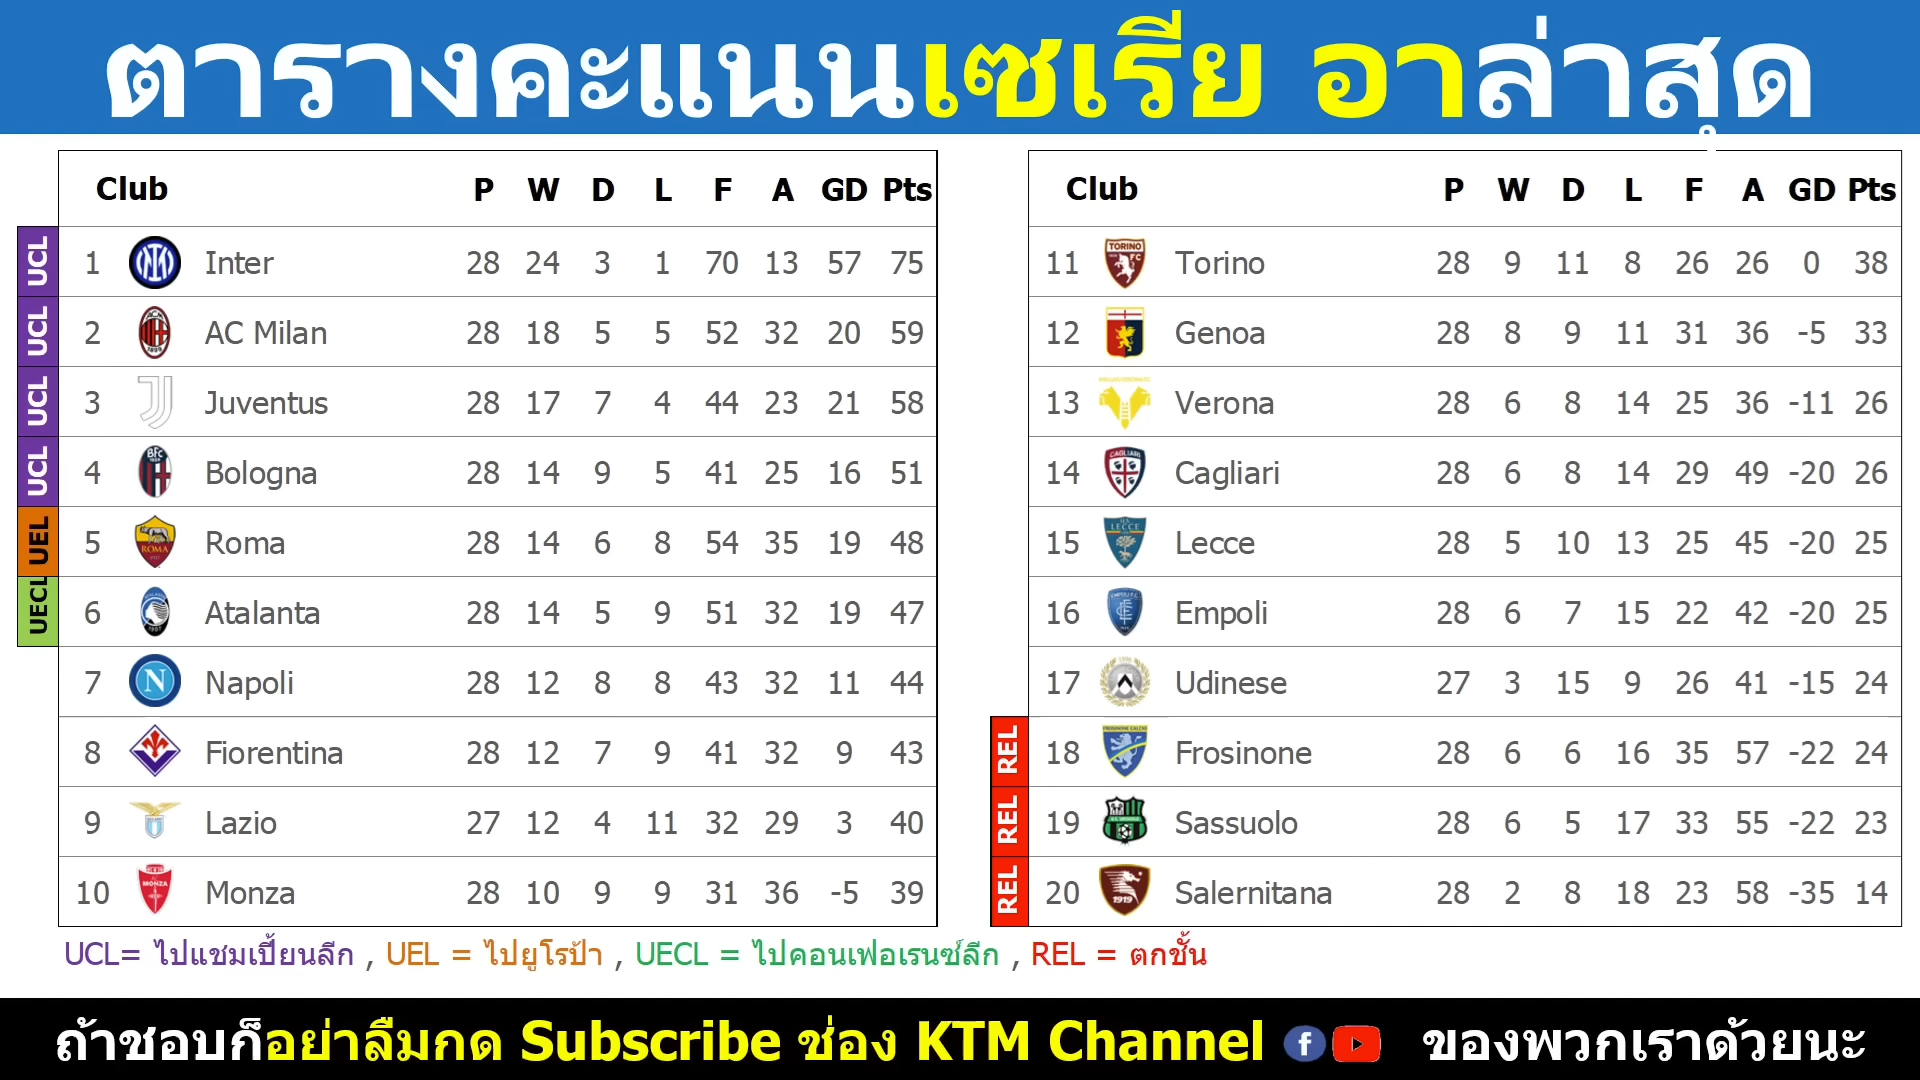 ตารางคะแนนเซเรีย อาล่าสุด
Club P W D L F A GD Pts
UCL 1 Inter 28 24 3 1 70 13 57 75
UCL 2 AC Milan 28 18 5 5 52 32 20 59
UCL 3 Juventus 28 17 7 4 44 23 21 58
UCL 4 Bologna 28 14 9 5 41 25 16 51
UEL 5 Roma 28 14 6 8 54 35 19 48
UECL 6 Atalanta 28 14 5 9 51 32 19 47
7 Napoli 28 12 8 8 43 32 11 44
8 Fiorentina 28 12 7 9 41 32 9 43
9 Lazio 27 12 4 11 32 29 3 40
10 Monza 28 10 9 9 31 36 -5 39
Club P W D L F A GD Pts
11 Torino 28 9 11 8 26 26 0 38
12 Genoa 28 8 9 11 31 36 -5 33
13 Verona 28 6 8 14 25 36 -11 26
14 Cagliari 28 6 8 14 29 49 -20 26
15 Lecce 28 5 10 13 25 45 -20 25
16 Empoli 28 6 7 15 22 42 -20 25
17 Udinese 27 3 15 9 26 41 -15 24
REL 18 Frosinone 28 6 6 16 35 57 -22 24
REL 19 Sassuolo 28 6 5 17 33 55 -22 23
REL 20 Salernitana 28 2 8 18 23 58 -35 14
UCL= ไปแชมเปี้ยนลีก , UEL = ไปยูโรป้า , UECL = ไปคอนเฟอเรนซ์ลีก , REL = ตกชั้น
ถ้าชอบก็อย่าลืมกด Subscribe ช่อง KTM Channel ของพวกเราด้วยนะ